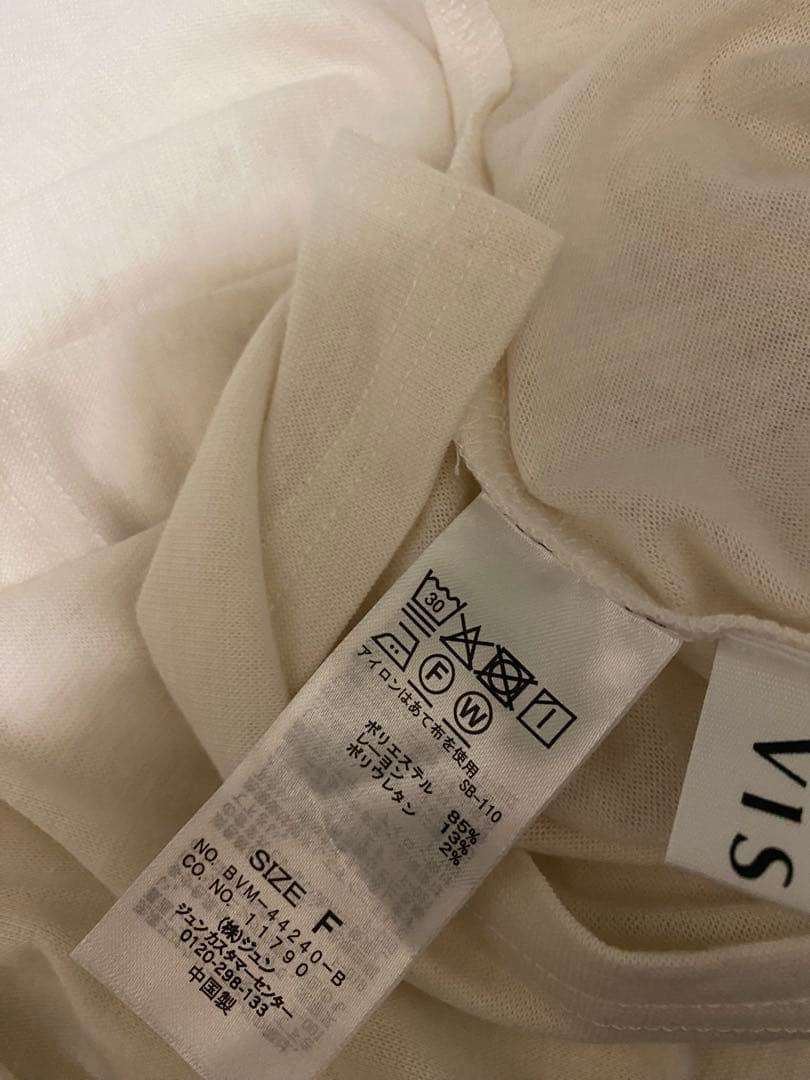 30
F
W
アイロンはあて布を使用
SB-110
ポリエステル 85%
レーヨン 13%
ポリウレタン 2%
SIZE F
NO. BVM-44240-B
CO. NO. 11790
(株)ジュン
ジュンカスタマーセンター
0120-298-133
中国製
VIS